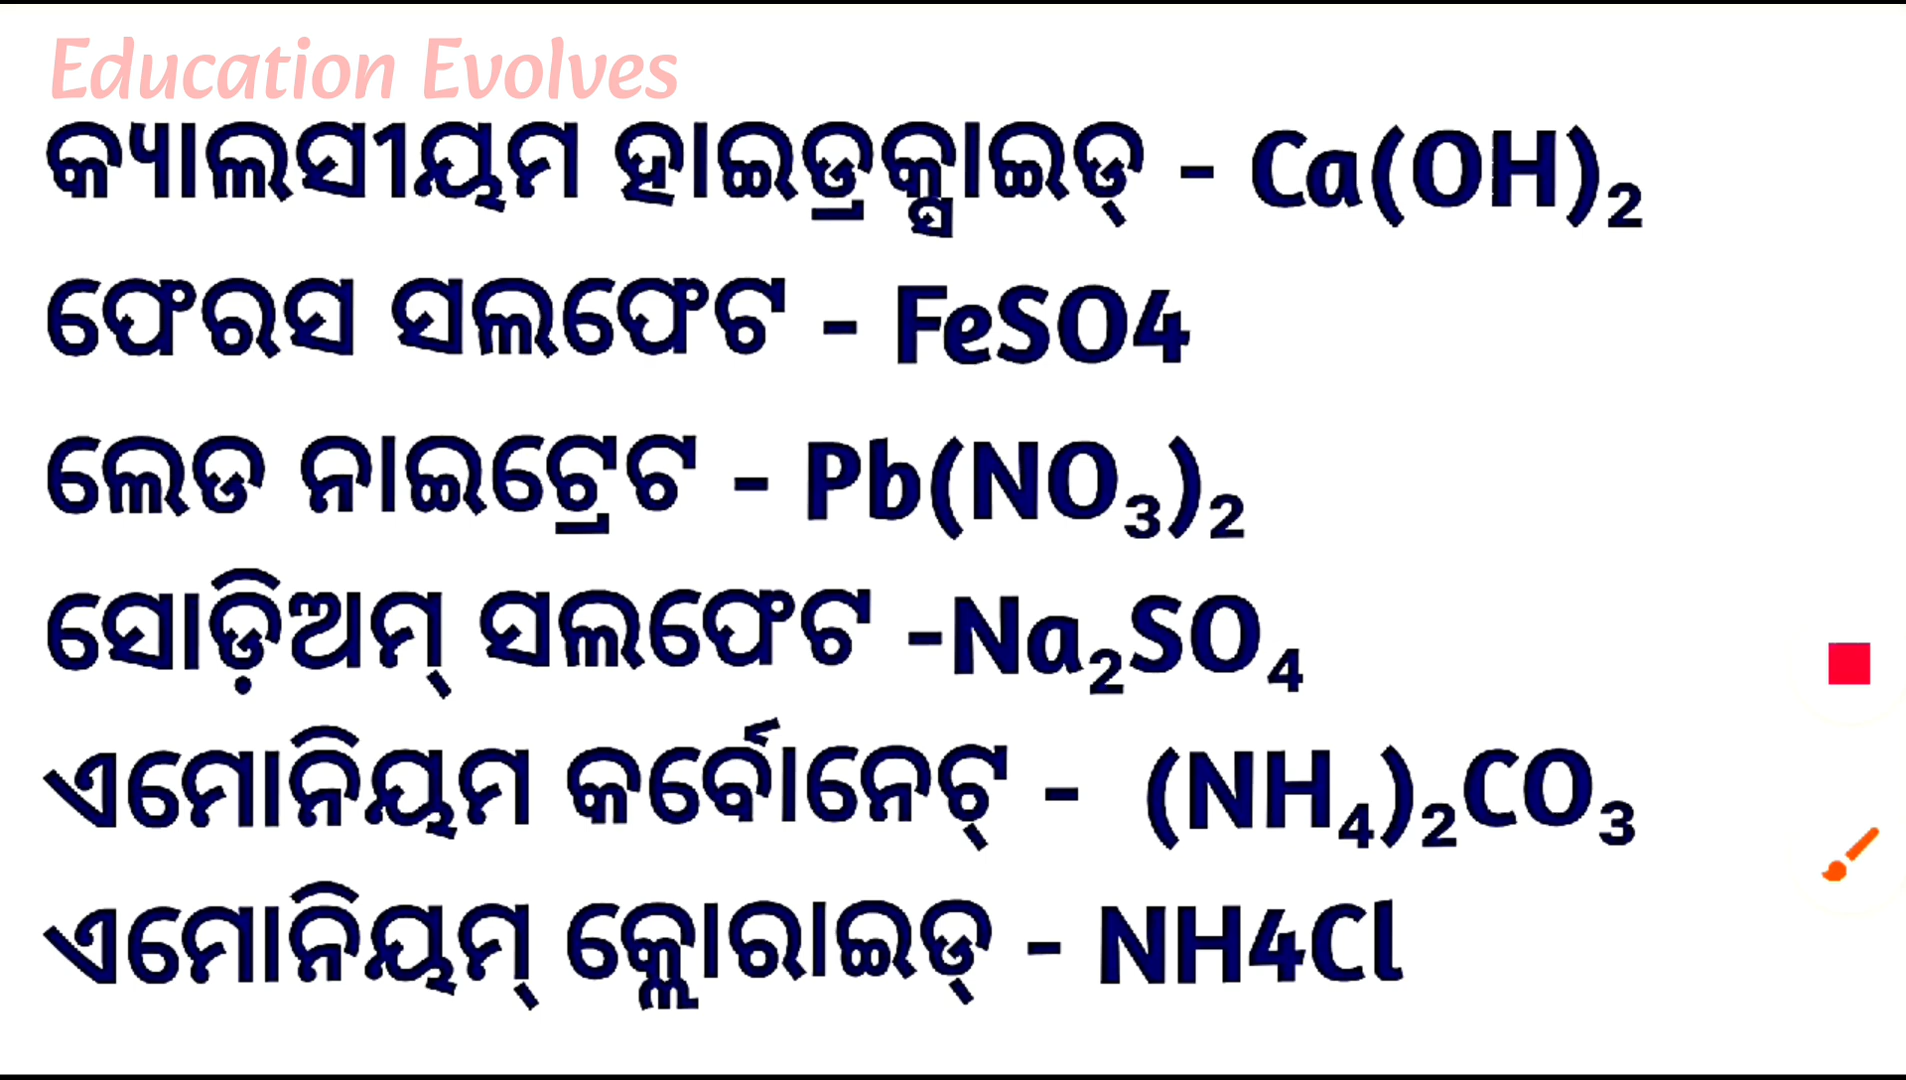 Education Evolves
କ୍ୟାଲସୀୟମ ହାଇଡ୍ରକ୍ସାଇଡ୍ - Ca(OH)₂
ଫେରସ ସଲଫେଟ - FeSO4
ଲେଡ ନାଇଟ୍ରେଟ - Pb(NO₃)₂
ସୋଡ଼ିଅମ୍ ସଲଫେଟ -Na₂SO₄
ଏମୋନିୟମ କର୍ବୋନେଟ୍ - (NH₄)₂CO₃
ଏମୋନିୟମ୍ କ୍ଲୋରାଇଡ୍ - NH4Cl